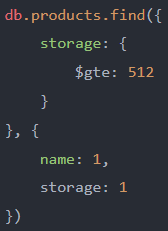 db.products.find({
    storage: {
        $gte: 512
    }
}, {
    name: 1,
    storage: 1
})